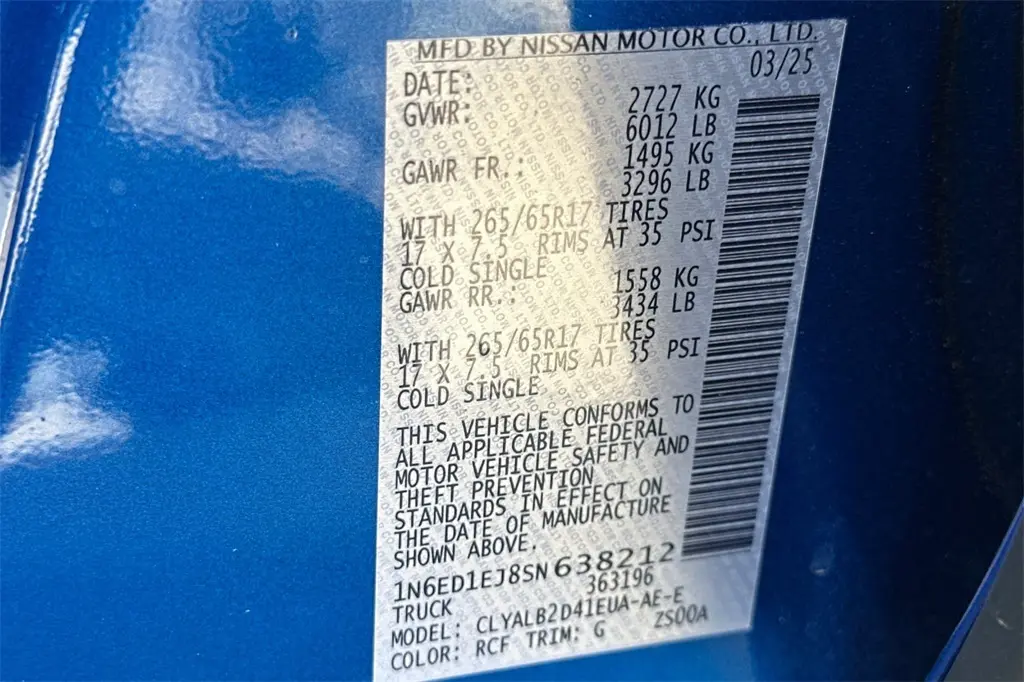 MFD BY NISSAN MOTOR CO., LTD.
DATE: 03/25
GVWR: 2727 KG
6012 LB
GAWR FR.: 1495 KG
3296 LB
WITH 265/65R17 TIRES
17 X 7.5 RIMS AT 35 PSI
COLD SINGLE
GAWR RR.: 1558 KG
3434 LB
WITH 265/65R17 TIRES
17 X 7.5 RIMS AT 35 PSI
COLD SINGLE
THIS VEHICLE CONFORMS TO
ALL APPLICABLE FEDERAL
MOTOR VEHICLE SAFETY AND
THEFT PREVENTION
STANDARDS IN EFFECT ON
THE DATE OF MANUFACTURE
SHOWN ABOVE.
1N6ED1EJ8SN638212
TRUCK 363196
MODEL: CLYALB2D41EUA-AE-E
COLOR: RCF TRIM: G ZS00A